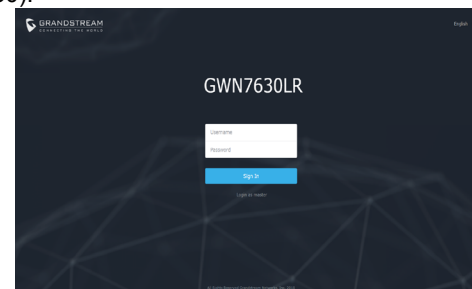 GRANDSTREAM
CONNECTING THE WORLD
English
GWN7630LR
Username
Password
Sign In
Login as reader